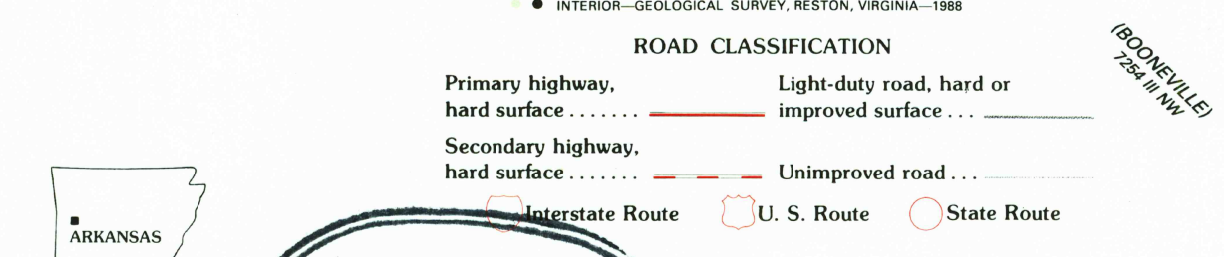 INTERIOR—GEOLOGICAL SURVEY, RESTON, VIRGINIA—1988
ROAD CLASSIFICATION
(BOONEVILLE)
7254 III NW
Primary highway,
hard surface .......
Light-duty road, hard or
improved surface ...
Secondary highway,
hard surface .......
Unimproved road ...
Interstate Route
U. S. Route
State Route
ARKANSAS